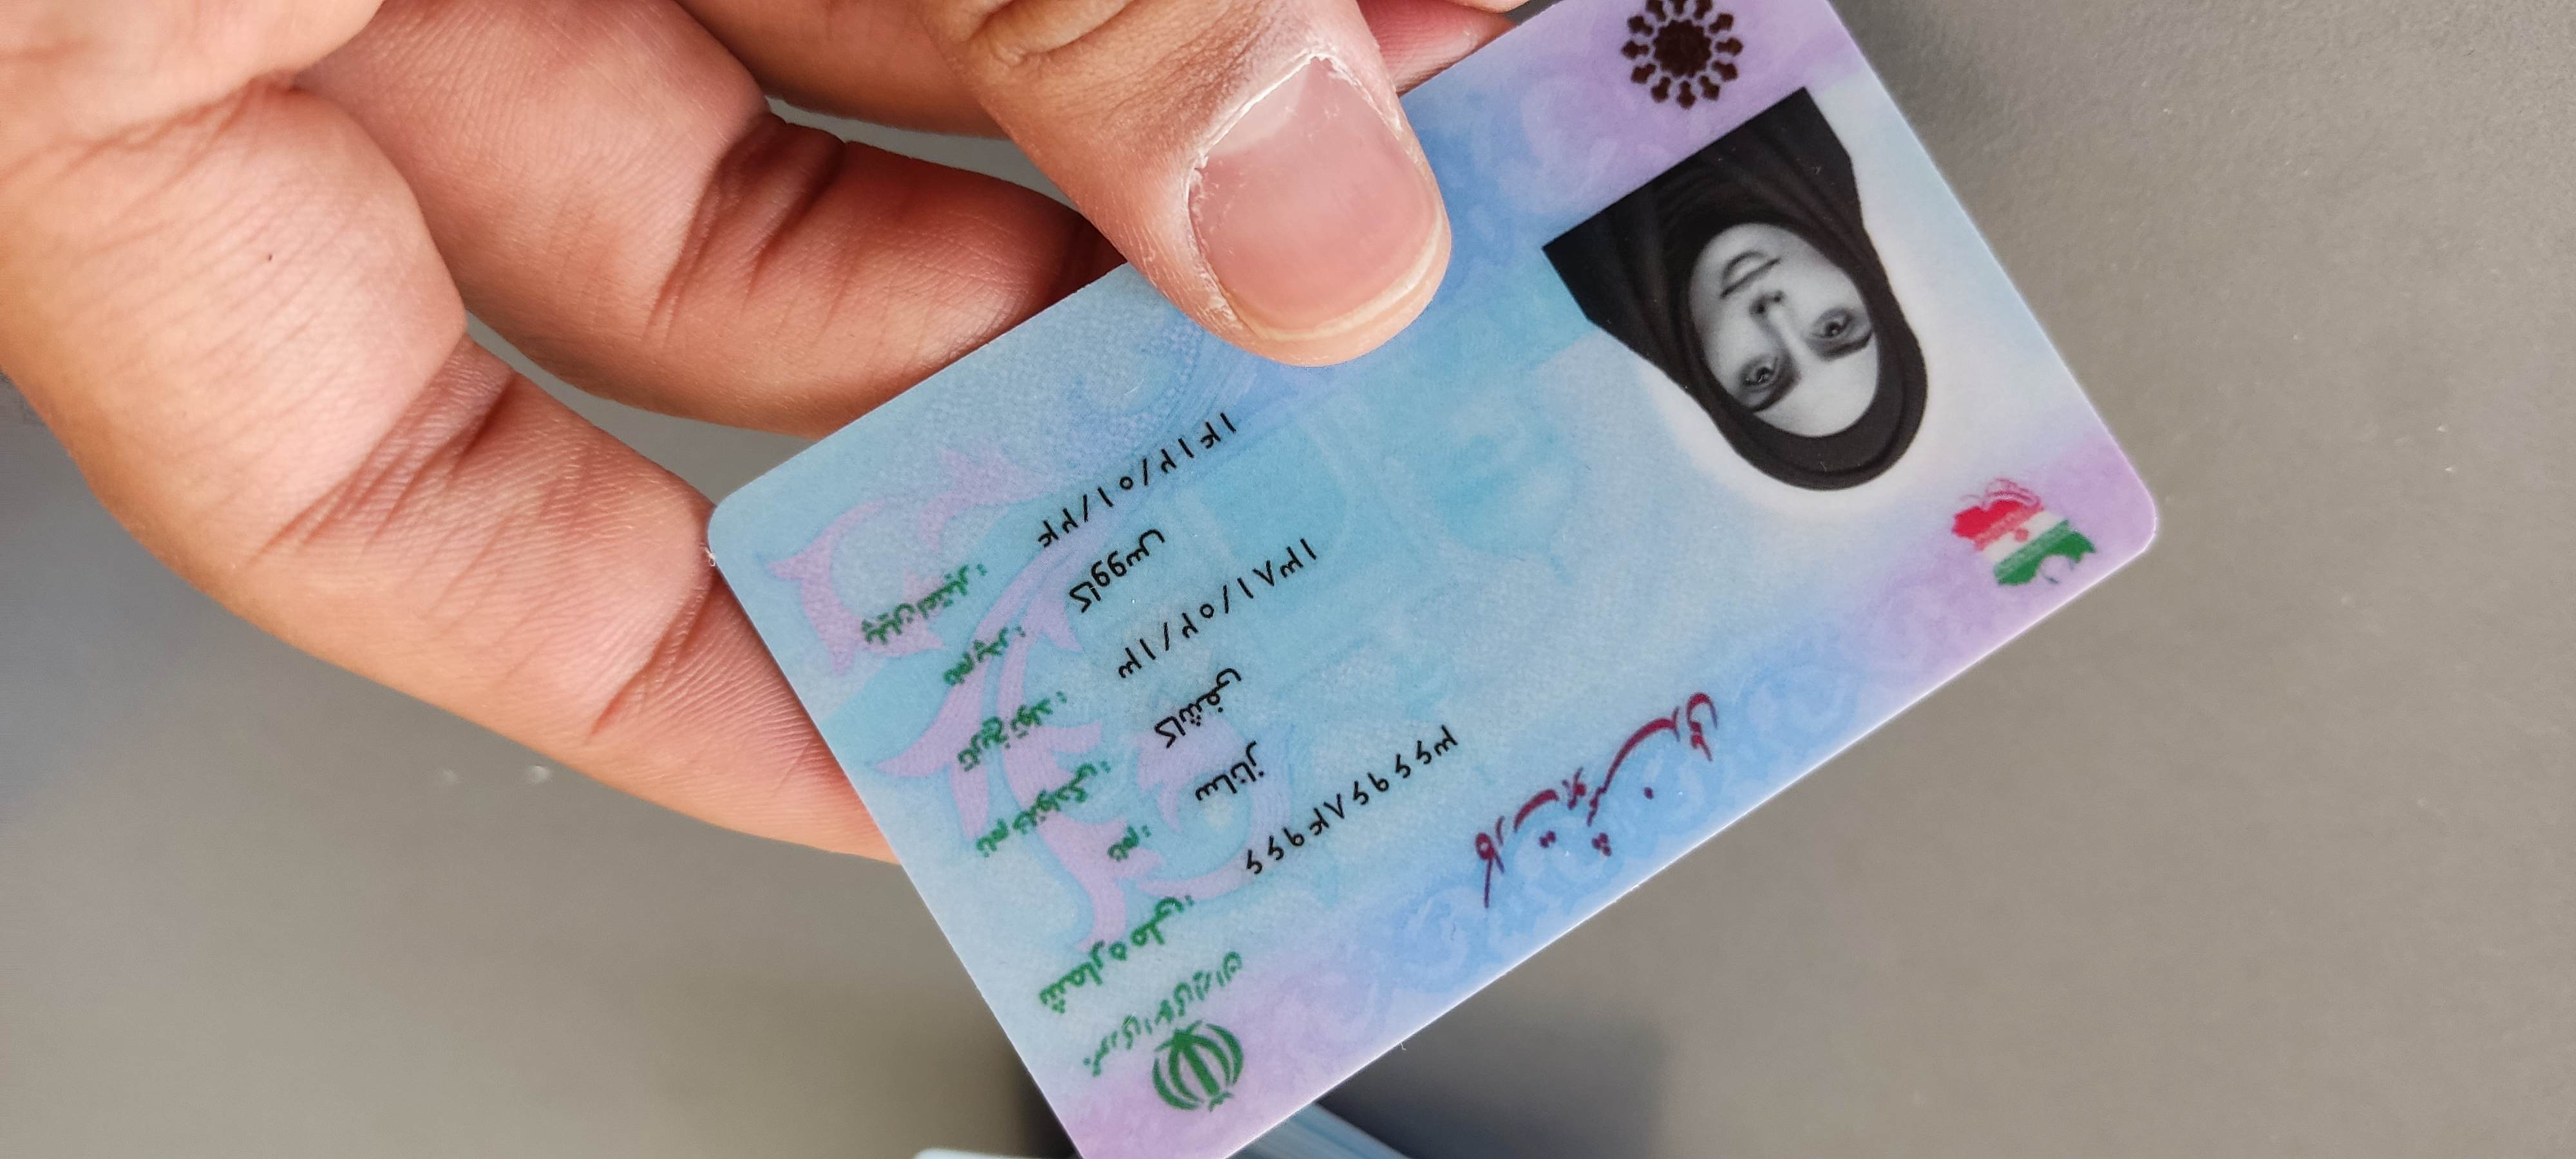 جمهوری اسلامی ایران
کارت هوشمند ملی
شماره ملی: ۳۶۶۹۶۸۴۹۶۶
نام: ساناز
نام خانوادگی: کاشفی
تاریخ تولد: ۱۳۸۱/۰۲/۱۳
نام پدر: کاووس
پایان اعتبار: ۱۴۱۲/۰۱/۲۴